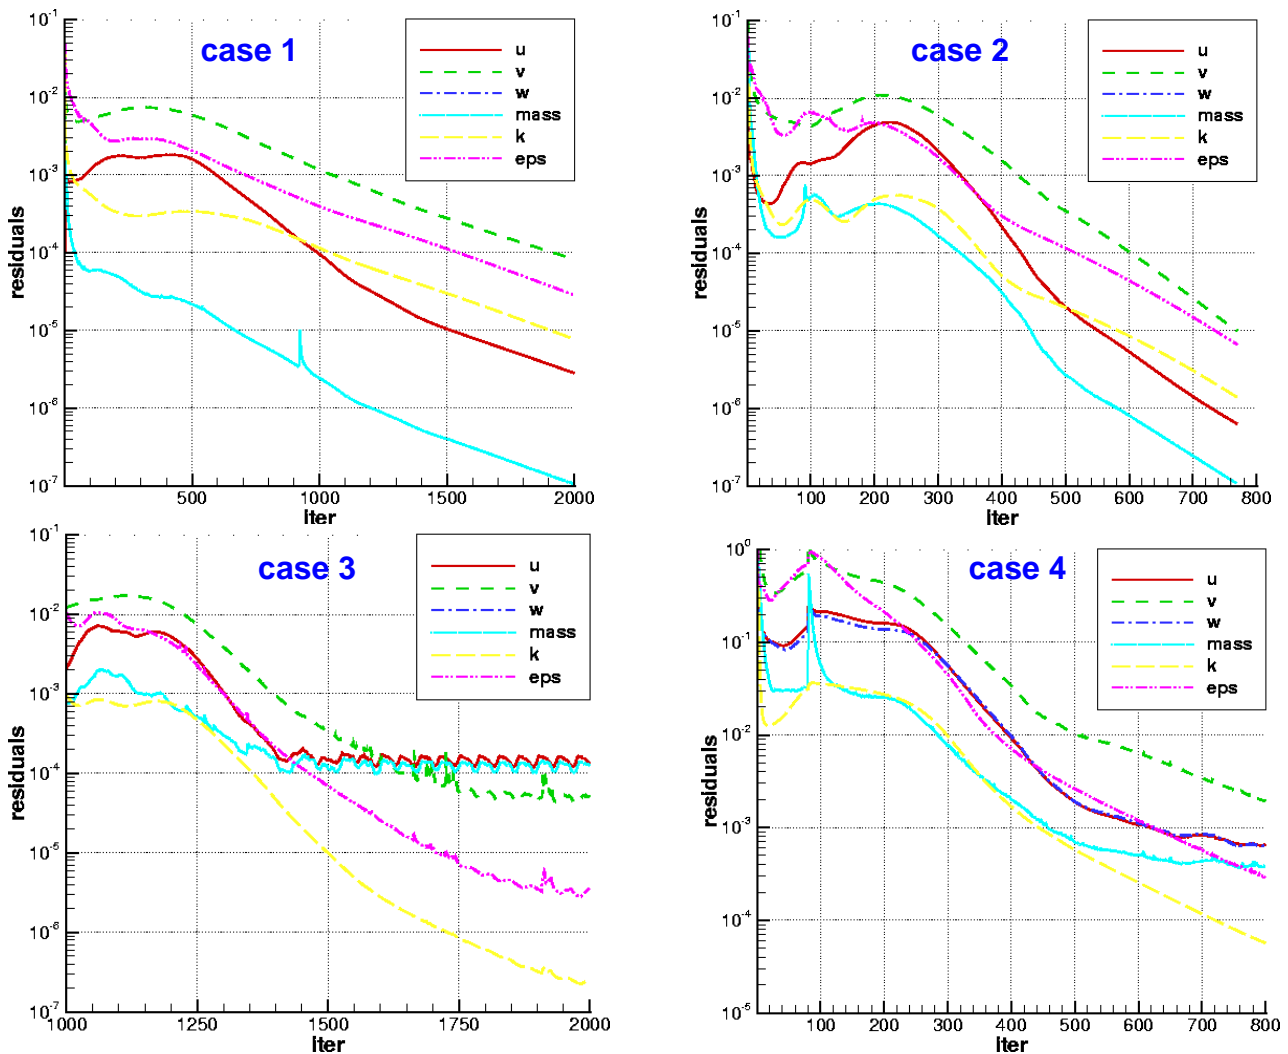 case 1
u
v
w
mass
k
eps
10^-1
10^-2
10^-3
10^-4
10^-5
10^-6
10^-7
residuals
500
1000
1500
2000
iter
case 2
u
v
w
mass
k
eps
10^-1
10^-2
10^-3
10^-4
10^-5
10^-6
10^-7
residuals
100
200
300
400
500
600
700
800
iter
case 3
u
v
w
mass
k
eps
10^-1
10^-2
10^-3
10^-4
10^-5
10^-6
10^-7
residuals
1000
1250
1500
1750
2000
iter
case 4
u
v
w
mass
k
eps
10^0
10^-1
10^-2
10^-3
10^-4
10^-5
residuals
100
200
300
400
500
600
700
800
iter